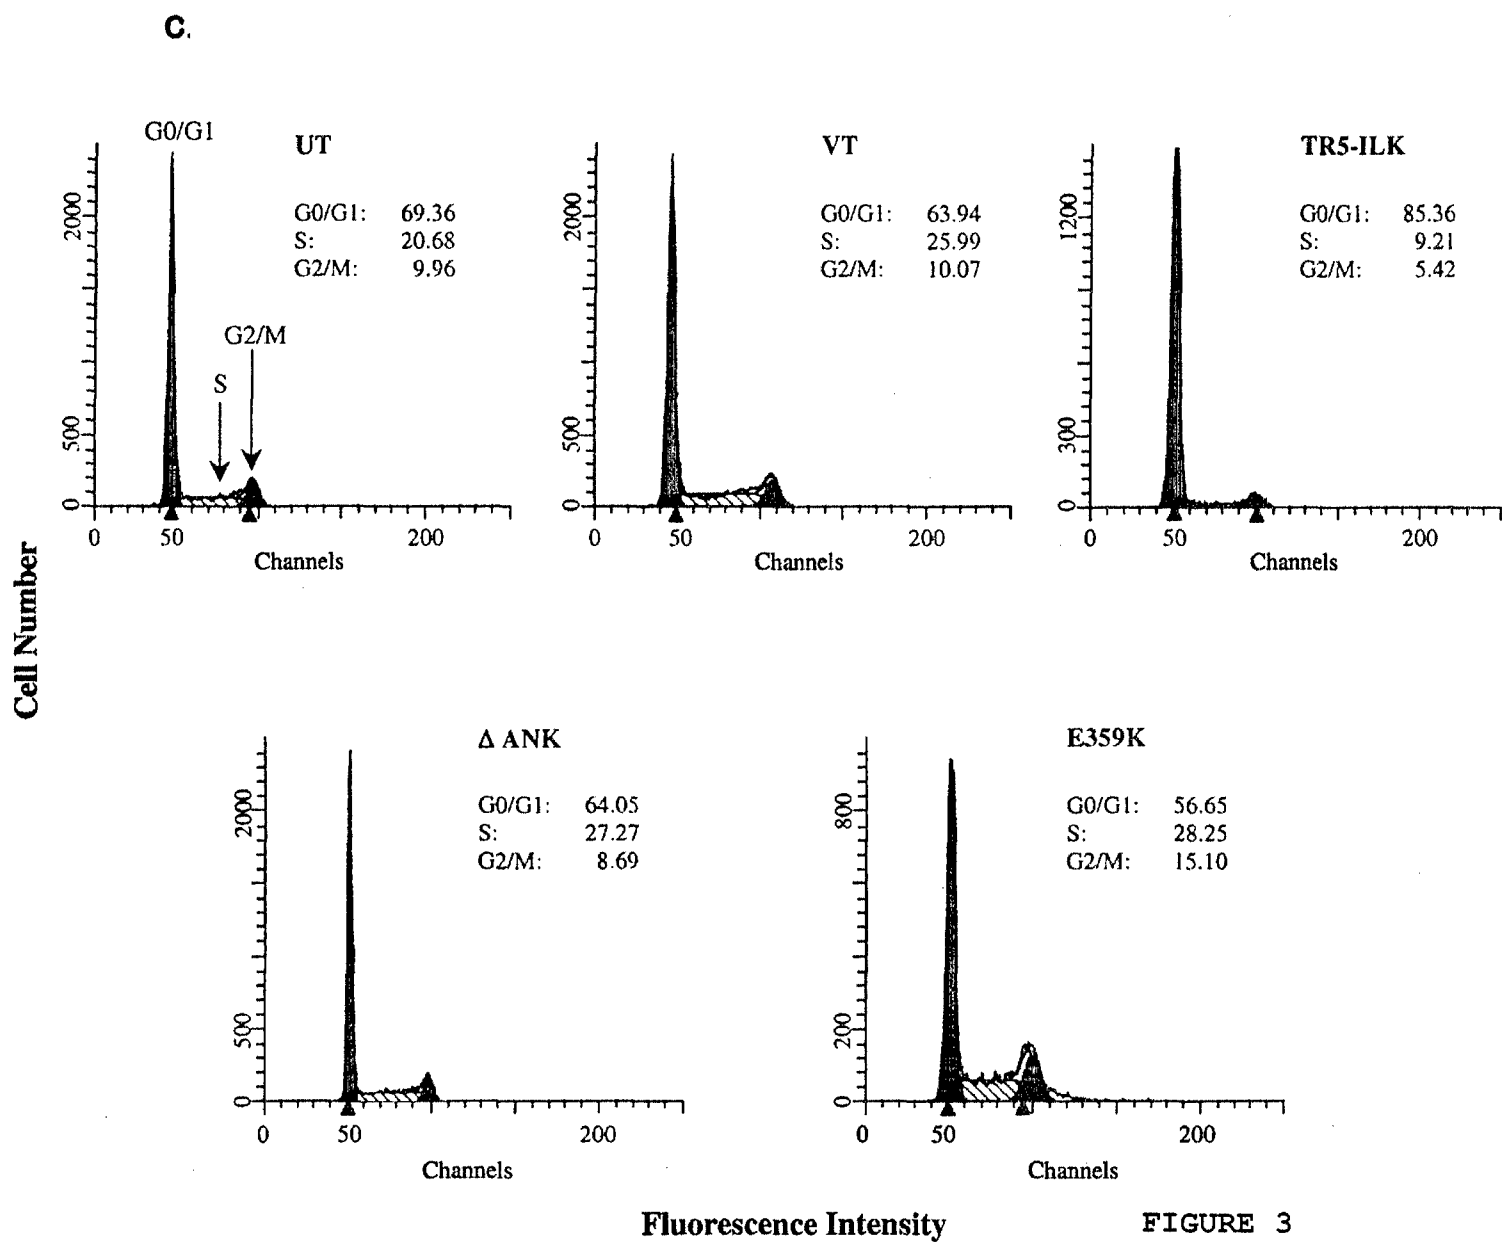 C.
G0/G1
UT
G0/G1: 69.36
S: 20.68
G2/M: 9.96
G2/M
S
2000
500
0
0 50 200
Channels
VT
G0/G1: 63.94
S: 25.99
G2/M: 10.07
2000
500
0
0 50 200
Channels
TR5-ILK
G0/G1: 85.36
S: 9.21
G2/M: 5.42
1200
300
0
0 50 200
Channels
Cell Number
Δ ANK
G0/G1: 64.05
S: 27.27
G2/M: 8.69
2000
500
0
0 50 200
Channels
E359K
G0/G1: 56.65
S: 28.25
G2/M: 15.10
800
200
0
0 50 200
Channels
Fluorescence Intensity
FIGURE 3